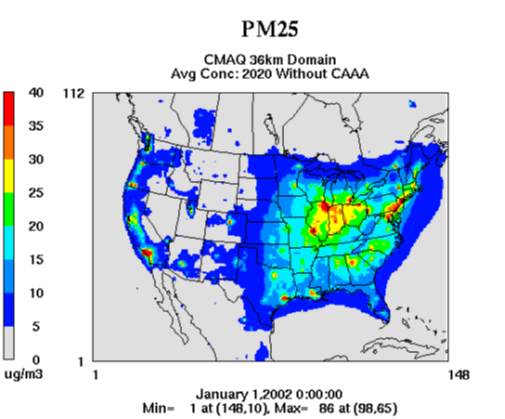 PM25
CMAQ 36km Domain
Avg Conc: 2020 Without CAAA
112
40
35
30
25
20
15
10
5
0
ug/m3
1
1
148
January 1,2002 0:00:00
Min= 1 at (148,10), Max= 86 at (98,65)